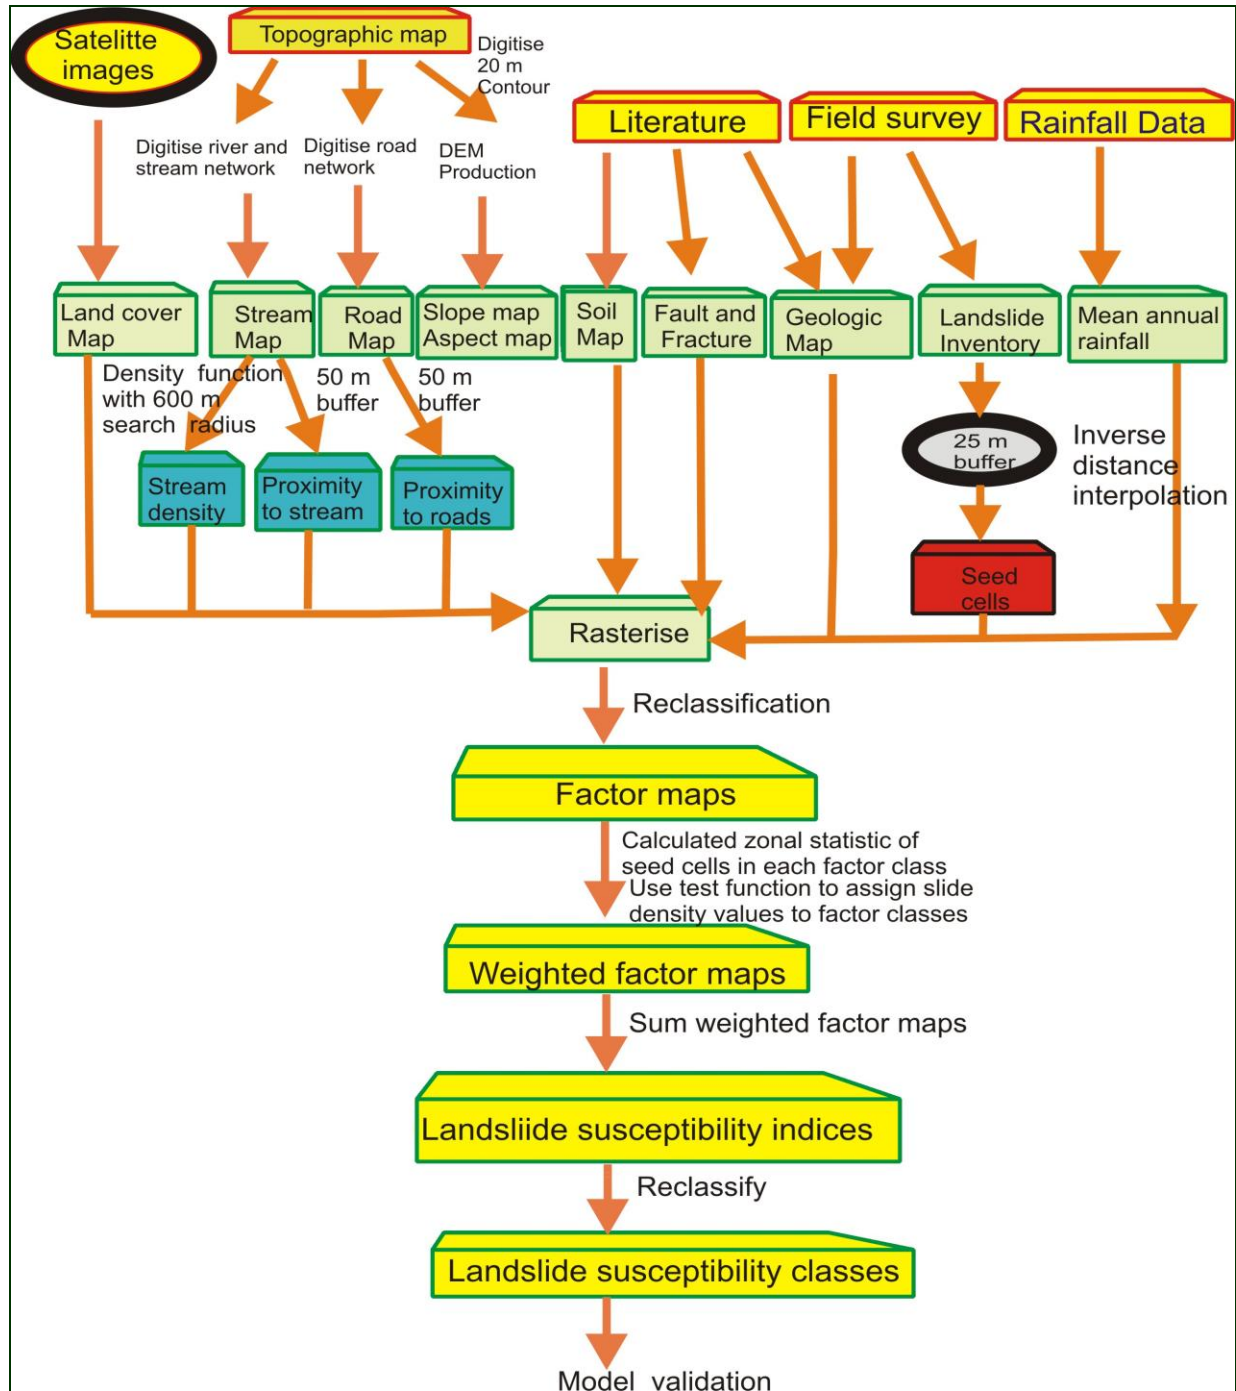 Satelitte
images
Topographic map
Digitise
20 m
Contour
Literature
Field survey
Rainfall Data
Digitise river and
stream network
Digitise road
network
DEM
Production
Land cover
Map
Stream
Map
Road
Map
Slope map
Aspect map
Soil
Map
Fault and
Fracture
Geologic
Map
Landslide
Inventory
Mean annual
rainfall
Density function
with 600 m
search radius
50 m
buffer
50 m
buffer
25 m
buffer
Inverse
distance
interpolation
Stream
density
Proximity
to stream
Proximity
to roads
Seed
cells
Rasterise
Reclassification
Factor maps
Calculated zonal statistic of
seed cells in each factor class
Use test function to assign slide
density values to factor classes
Weighted factor maps
Sum weighted factor maps
Landsliide susceptibility indices
Reclassify
Landslide susceptibility classes
Model validation